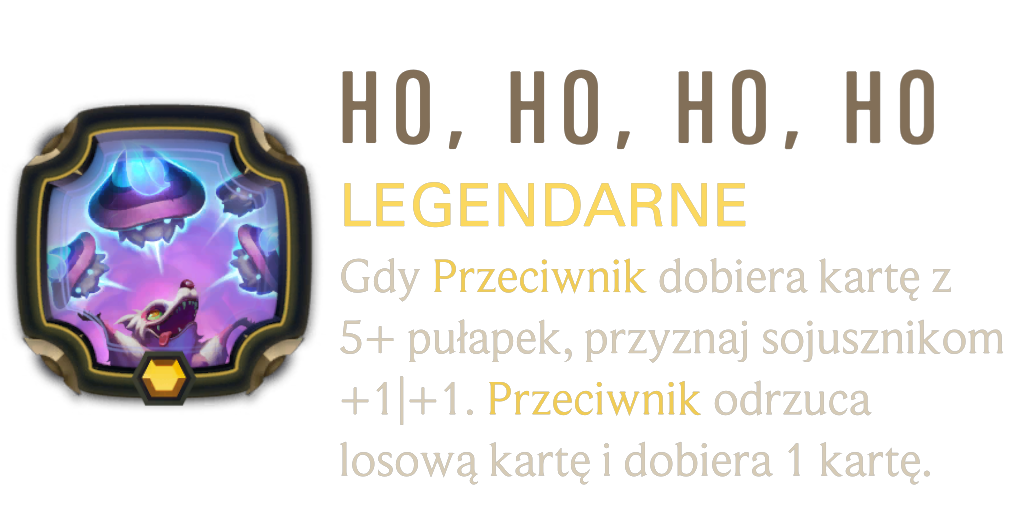 HO, HO, HO, HO
LEGENDARNE
Gdy Przeciwnik dobiera kartę z
5+ pułapek, przyznaj sojusznikom
+1|+1. Przeciwnik odrzuca
losową kartę i dobiera 1 kartę.